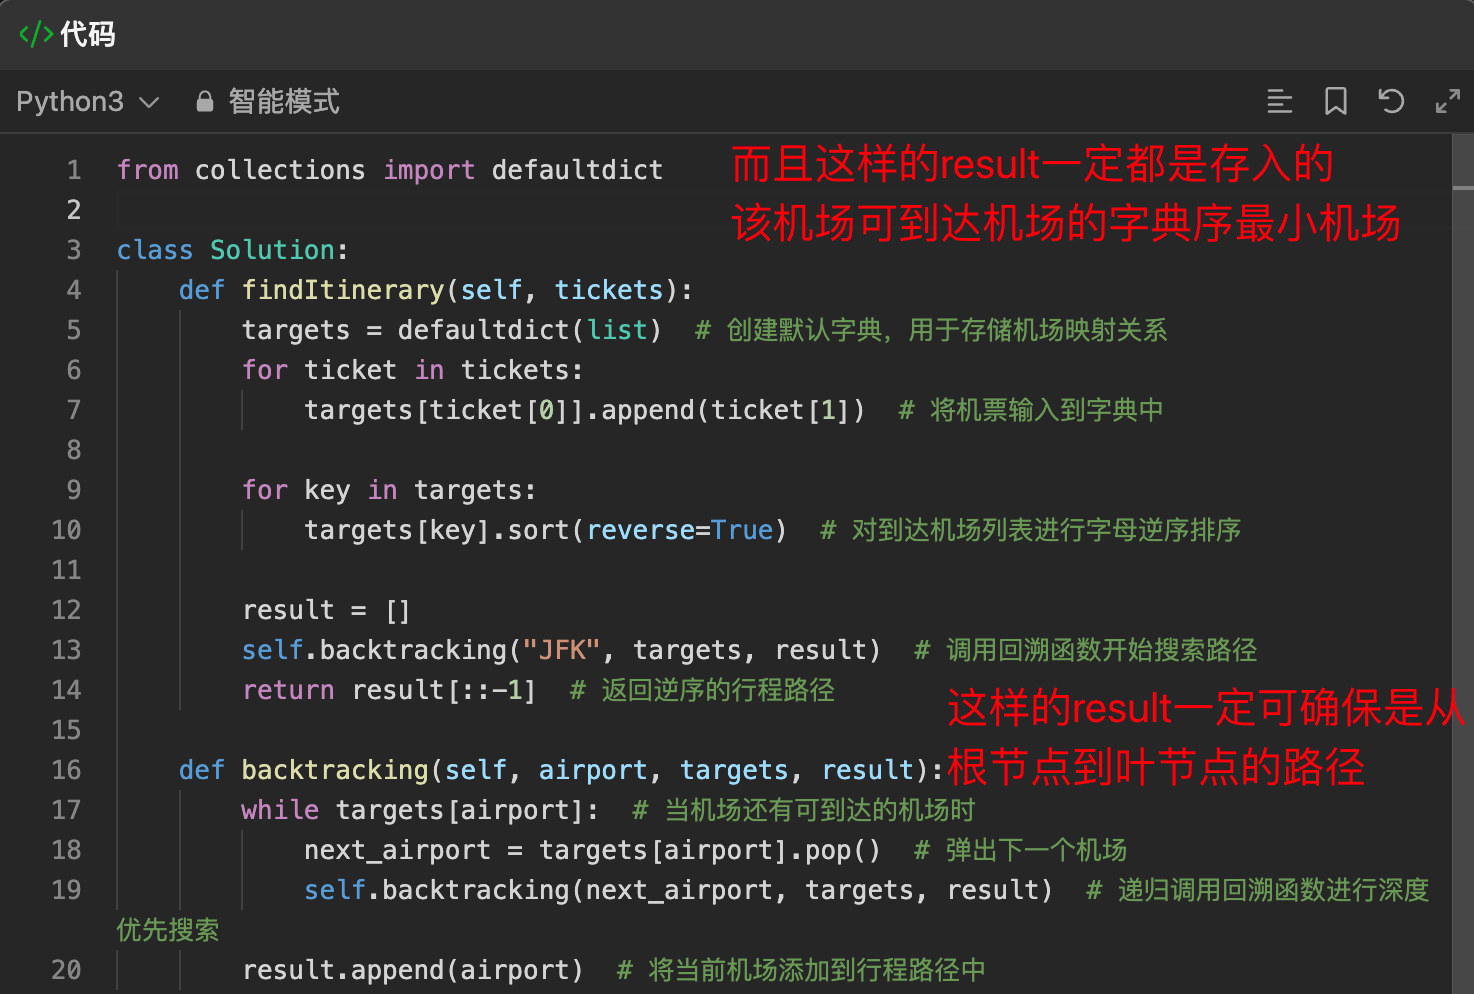 </> 代码
Python3 智能模式
1 from collections import defaultdict
而且这样的result一定都是存入的
2
该机场可到达机场的字典序最小机场
3 class Solution:
4 def findItinerary(self, tickets):
5 targets = defaultdict(list) # 创建默认字典，用于存储机场映射关系
6 for ticket in tickets:
7 targets[ticket[0]].append(ticket[1]) # 将机票输入到字典中
8
9 for key in targets:
10 targets[key].sort(reverse=True) # 对到达机场列表进行字母逆序排序
11
12 result = []
13 self.backtracking("JFK", targets, result) # 调用回溯函数开始搜索路径
14 return result[::-1] # 返回逆序的行程路径
这样的result一定可确保是从
15
16 def backtracking(self, airport, targets, result):
根节点到叶节点的路径
17 while targets[airport]: # 当机场还有可到达的机场时
18 next_airport = targets[airport].pop() # 弹出下一个机场
19 self.backtracking(next_airport, targets, result) # 递归调用回溯函数进行深度
优先搜索
20 result.append(airport) # 将当前机场添加到行程路径中